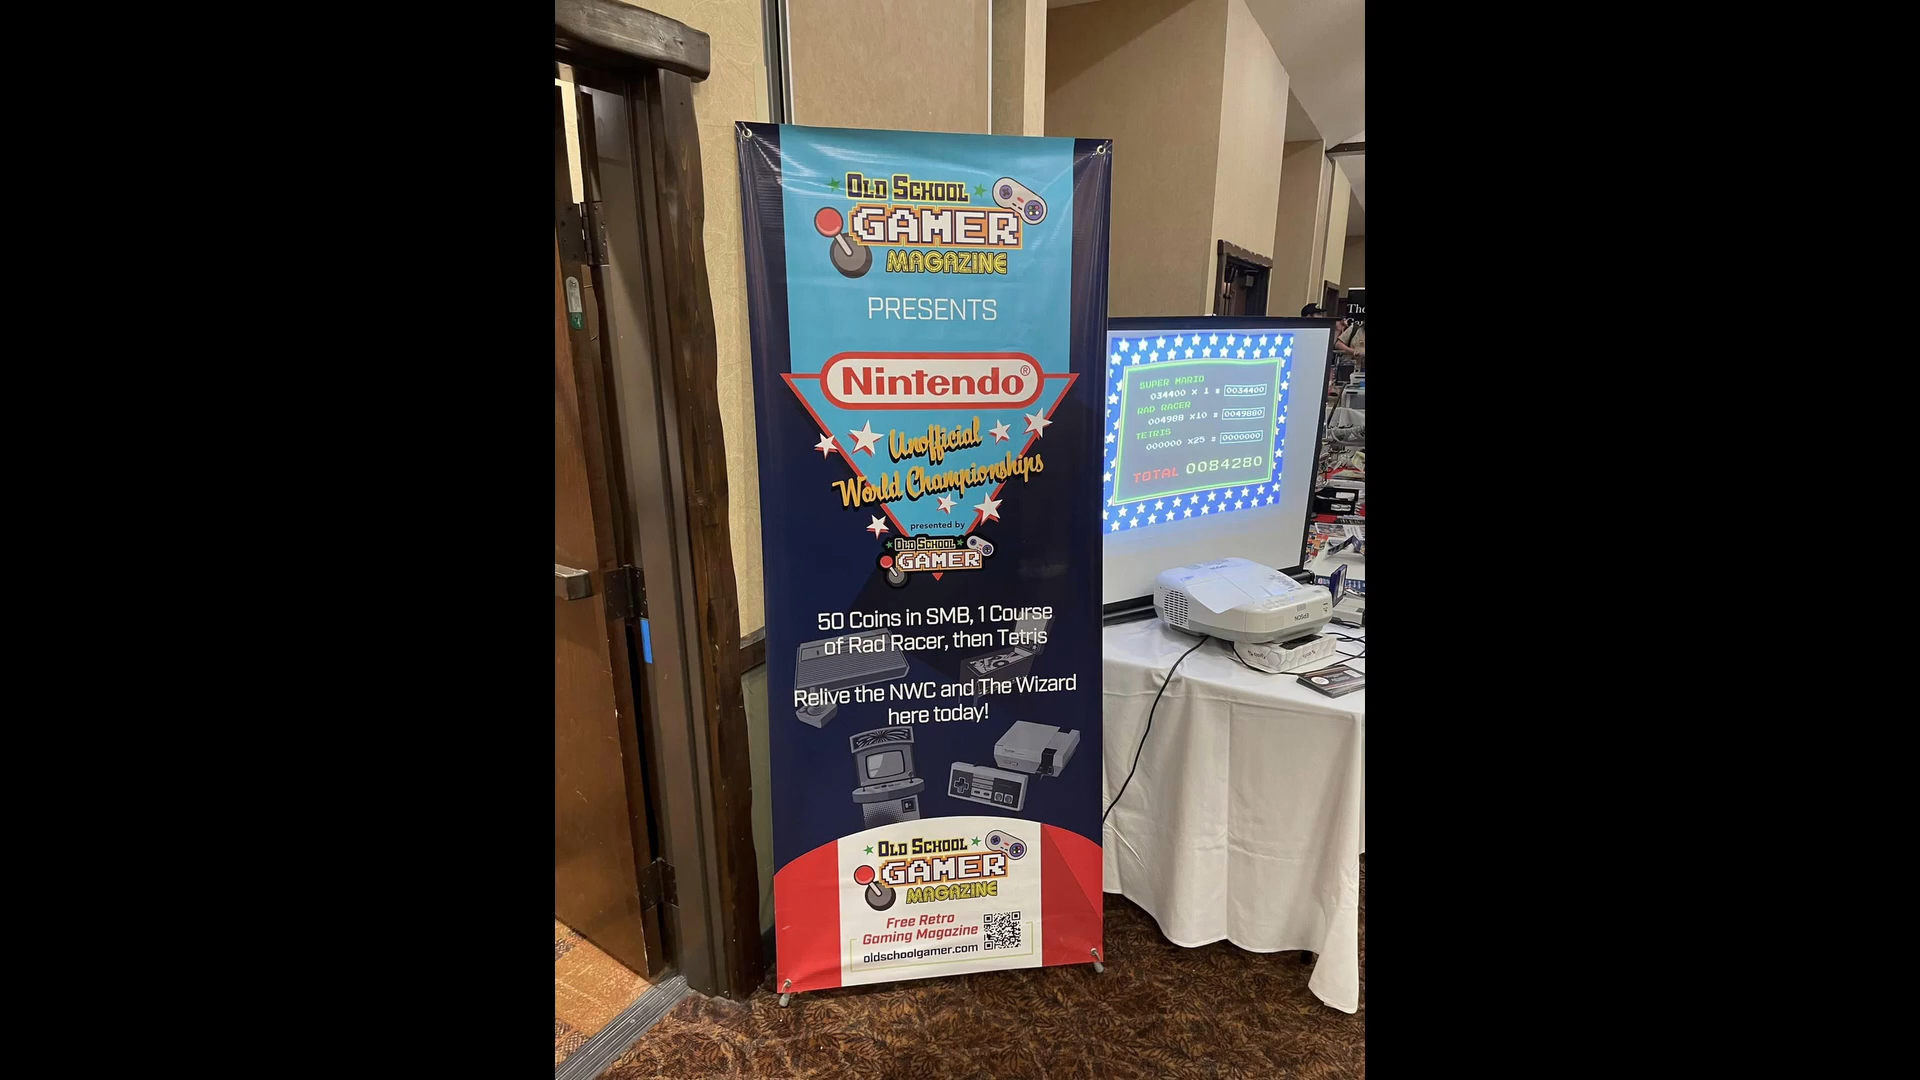 OLD SCHOOL
GAMER
MAGAZINE
PRESENTS
Nintendo®
Unofficial
World Championships
presented by
OLD SCHOOL
GAMER
50 Coins in SMB, 1 Course
of Rad Racer, then Tetris
Relive the NWC and The Wizard
here today!
OLD SCHOOL
GAMER
MAGAZINE
Free Retro
Gaming Magazine
oldschoolgamer.com
SUPER MARIO
034400 X 1 = 0034400
RAD RACER
004988 X10 = 0049880
TETRIS
000000 X25 = 0000000
TOTAL 0084280
EPSON
The